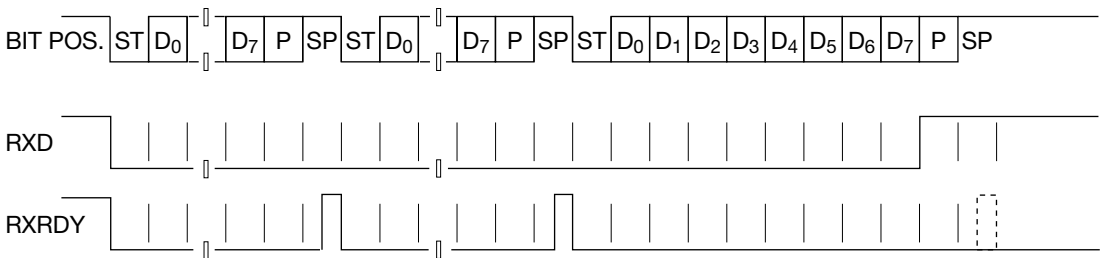 BIT POS. ST D0 D7 P SP ST D0 D7 P SP ST D0 D1 D2 D3 D4 D5 D6 D7 P SP
RXD
RXRDY